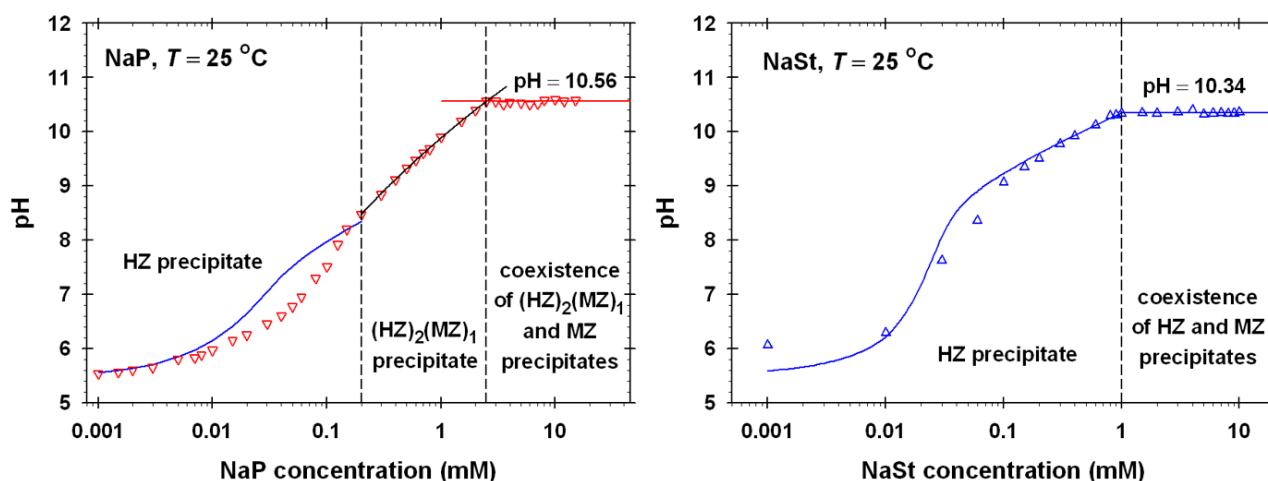 NaP, T = 25 °C
pH = 10.56
HZ precipitate
(HZ)₂(MZ)₁
precipitate
coexistence
of (HZ)₂(MZ)₁
and MZ
precipitates
12
11
10
9
8
7
6
5
pH
0.001 0.01 0.1 1 10
NaP concentration (mM)
NaSt, T = 25 °C
pH = 10.34
HZ precipitate
coexistence
of HZ and MZ
precipitates
12
11
10
9
8
7
6
5
pH
0.001 0.01 0.1 1 10
NaSt concentration (mM)